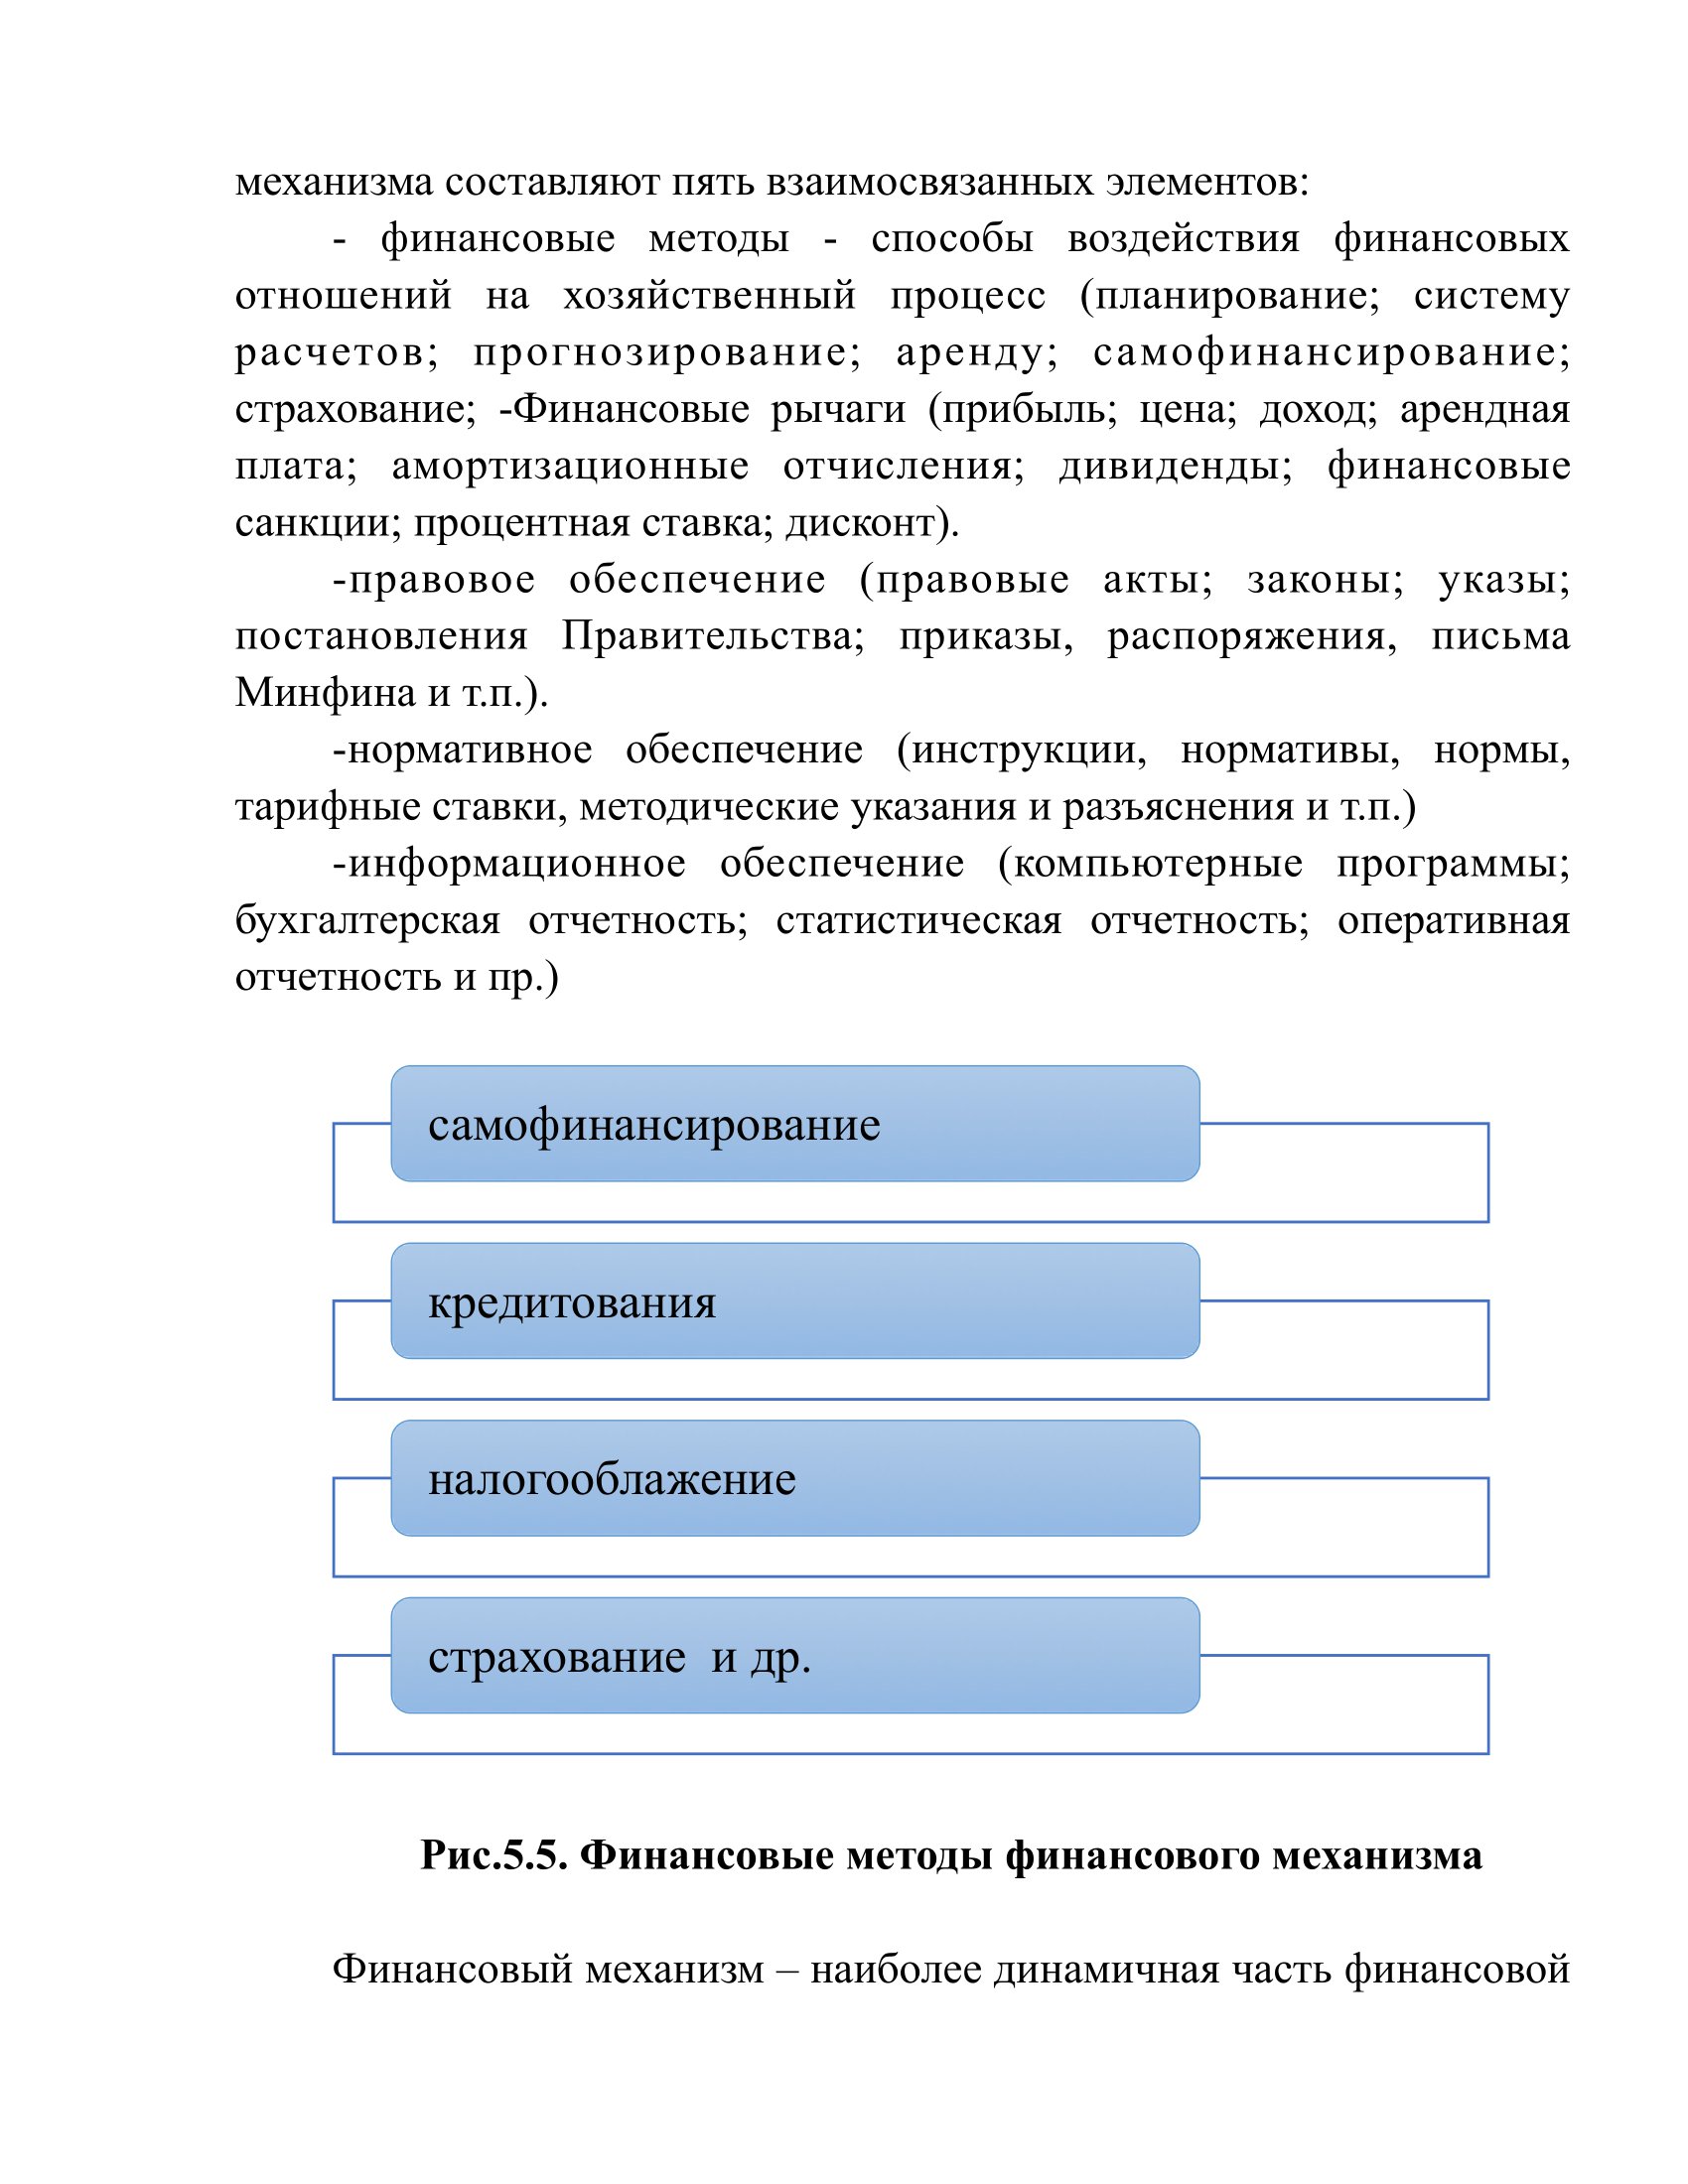 механизма составляют пять взаимосвязанных элементов:
- финансовые методы - способы воздействия финансовых
отношений на хозяйственный процесс (планирование; систему
расчетов; прогнозирование; аренду; самофинансирование;
страхование; -Финансовые рычаги (прибыль; цена; доход; арендная
плата; амортизационные отчисления; дивиденды; финансовые
санкции; процентная ставка; дисконт).
-правовое обеспечение (правовые акты; законы; указы;
постановления Правительства; приказы, распоряжения, письма
Минфина и т.п.).
-нормативное обеспечение (инструкции, нормативы, нормы,
тарифные ставки, методические указания и разъяснения и т.п.)
-информационное обеспечение (компьютерные программы;
бухгалтерская отчетность; статистическая отчетность; оперативная
отчетность и пр.)
самофинансирование
кредитования
налогооблажение
страхование  и др.
Рис.5.5. Финансовые методы финансового механизма
Финансовый механизм – наиболее динамичная часть финансовой